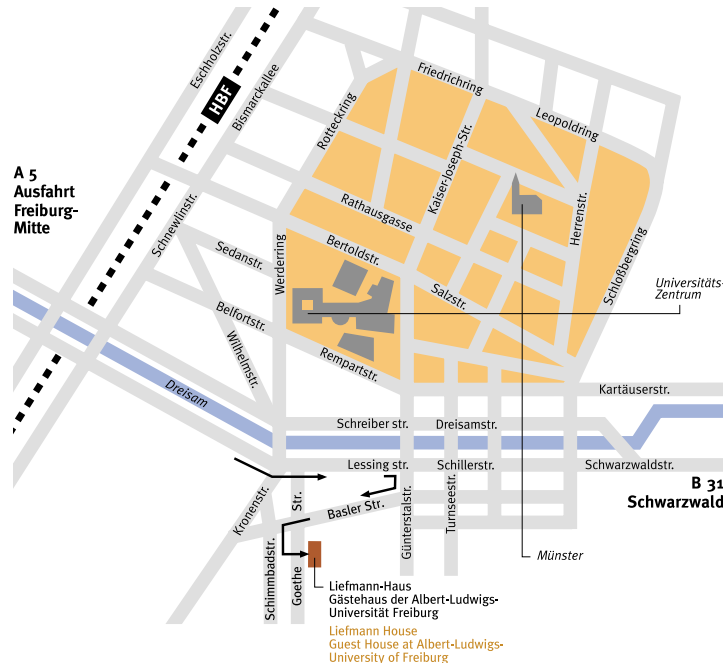 Eschholzstr.
HBF
Bismarckallee
Friedrichring
Leopoldring
Rotteckring
Kaiser-Joseph-Str.
A 5
Ausfahrt
Freiburg-
Mitte
Schnewlinstr.
Rathausgasse
Herrenstr.
Sedanstr.
Werderring
Bertoldstr.
Salzstr.
Schloßbergring
Universitäts-
Zentrum
Belfortstr.
Wilhelmstr.
Rempartstr.
Dreisam
Kartäuserstr.
Schreiber str.
Dreisamstr.
Lessing str.
Schillerstr.
Schwarzwaldstr.
B 31
Schwarzwald
Kronenstr.
Str.
Basler Str.
Günterstalstr.
Turnseestr.
Schimmbadstr.
Goethe
Münster
Liefmann-Haus
Gästehaus der Albert-Ludwigs-
Universität Freiburg
Liefmann House
Guest House at Albert-Ludwigs-
University of Freiburg